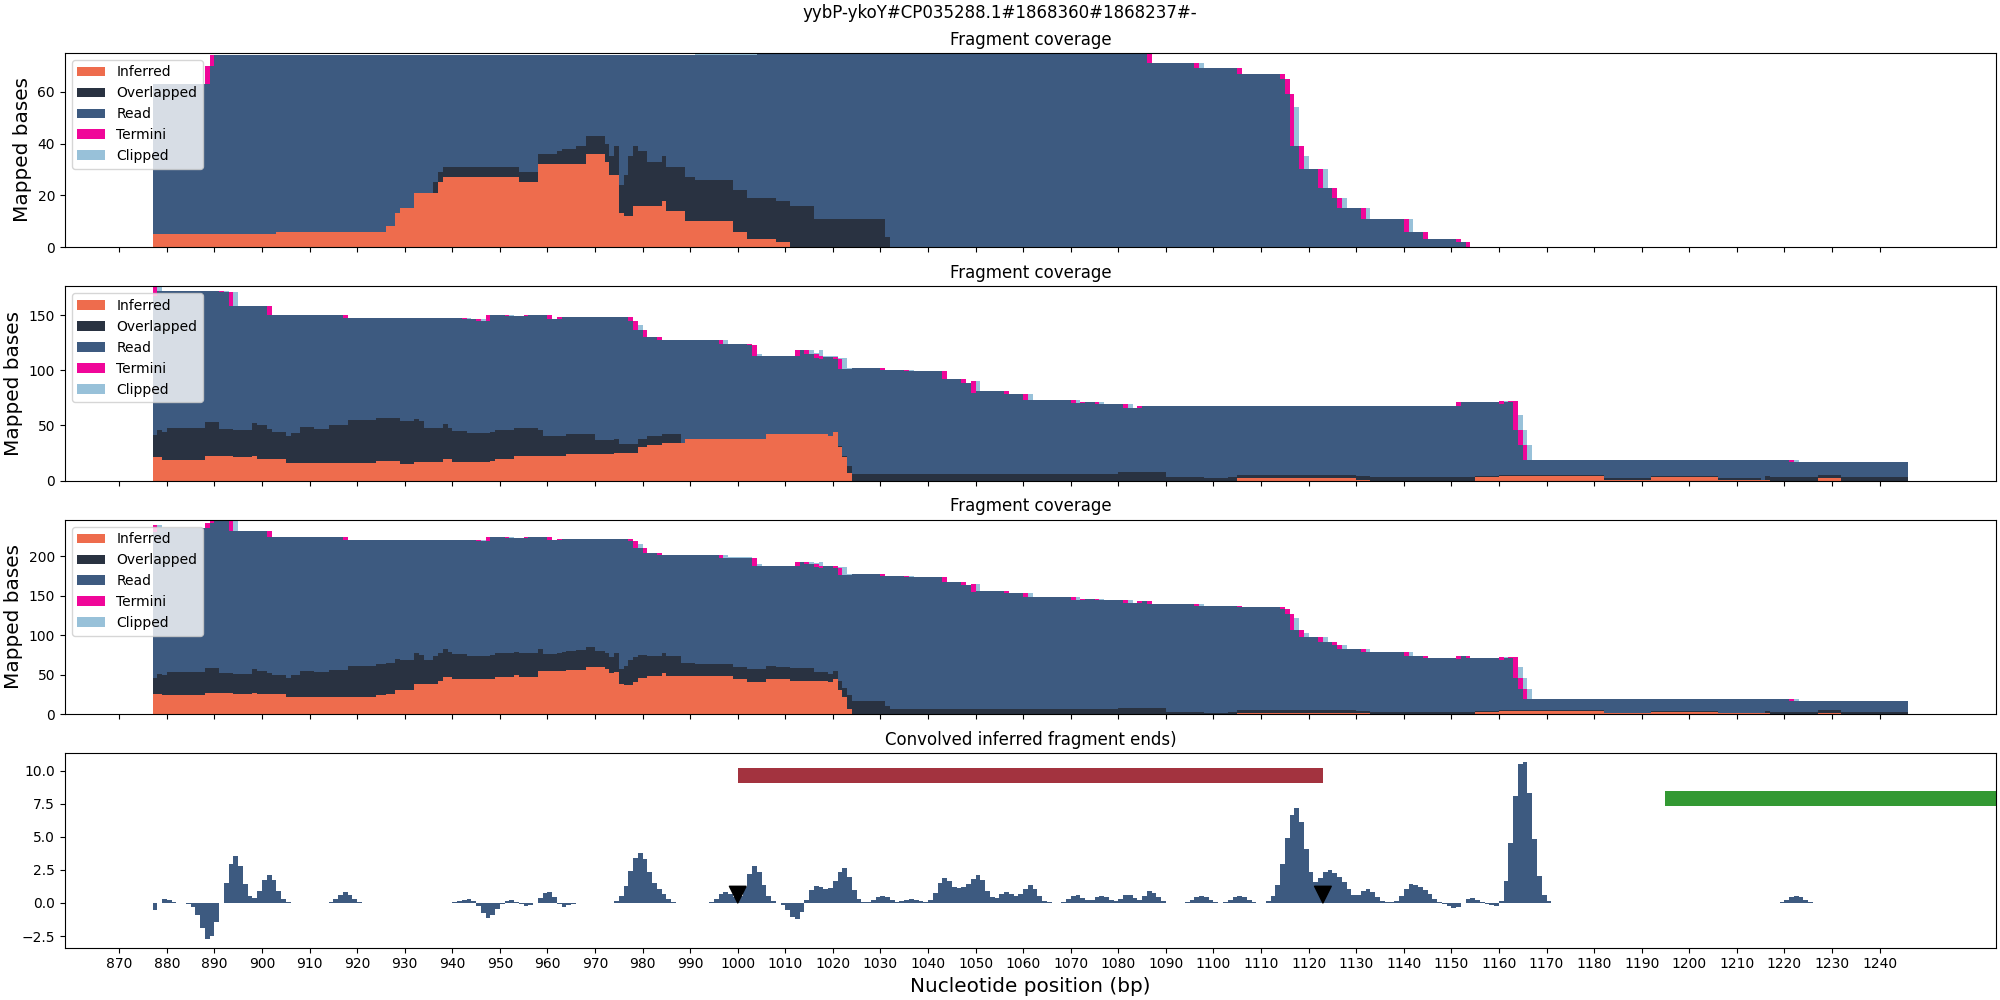 yybP-ykoY#CP035288.1#1868360#1868237#-
Fragment coverage
Mapped bases
60
40
20
0
Inferred
Overlapped
Read
Termini
Clipped
Fragment coverage
Mapped bases
150
100
50
0
Inferred
Overlapped
Read
Termini
Clipped
Fragment coverage
Mapped bases
200
150
100
50
0
Inferred
Overlapped
Read
Termini
Clipped
Convolved inferred fragment ends)
10.0
7.5
5.0
2.5
0.0
−2.5
870 880 890 900 910 920 930 940 950 960 970 980 990 1000 1010 1020 1030 1040 1050 1060 1070 1080 1090 1100 1110 1120 1130 1140 1150 1160 1170 1180 1190 1200 1210 1220 1230 1240
Nucleotide position (bp)